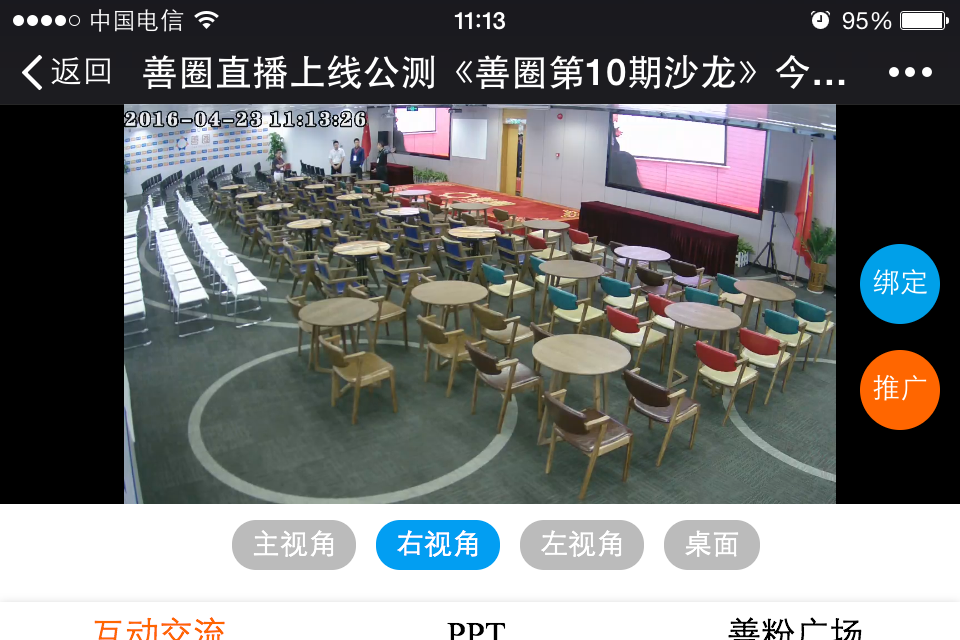 中国电信
11:13
95%
返回
善圈直播上线公测《善圈第10期沙龙》今...
2016-04-23 11:13:26
绑定
推广
主视角
右视角
左视角
桌面
互动交流
PPT
善粉广场